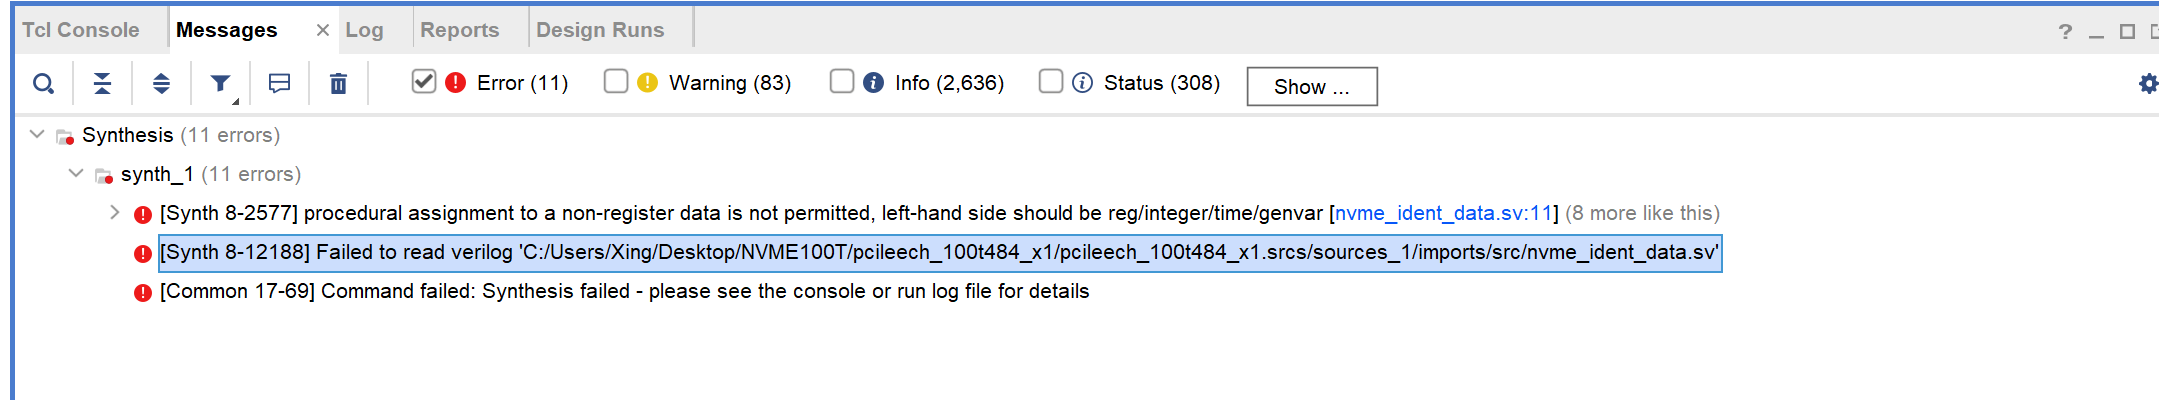 Tcl Console Messages × Log Reports Design Runs ? _
Error (11) Warning (83) Info (2,636) Status (308) Show ...
Synthesis (11 errors)
synth_1 (11 errors)
[Synth 8-2577] procedural assignment to a non-register data is not permitted, left-hand side should be reg/integer/time/genvar [nvme_ident_data.sv:11] (8 more like this)
[Synth 8-12188] Failed to read verilog 'C:/Users/Xing/Desktop/NVME100T/pcileech_100t484_x1/pcileech_100t484_x1.srcs/sources_1/imports/src/nvme_ident_data.sv'
[Common 17-69] Command failed: Synthesis failed - please see the console or run log file for details